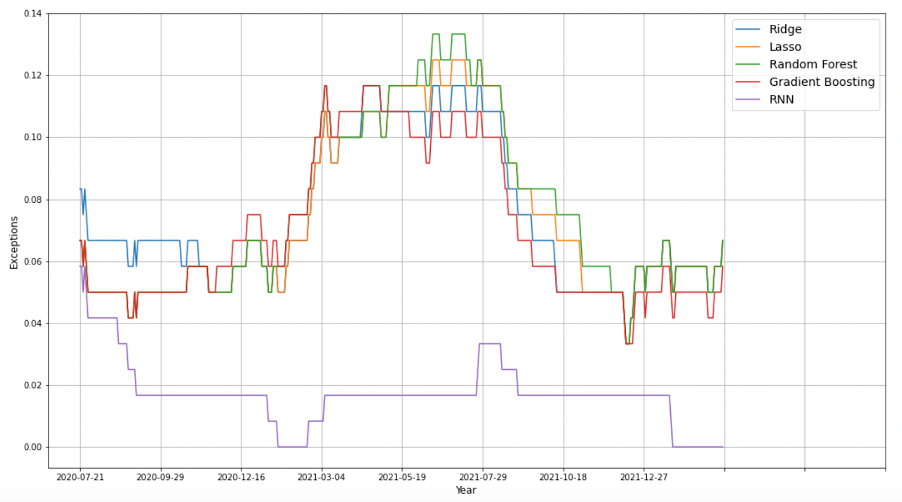 0.14
0.12
0.10
0.08
0.06
0.04
0.02
0.00
Exceptions
Ridge
Lasso
Random Forest
Gradient Boosting
RNN
2020-07-21 2020-09-29 2020-12-16 2021-03-04 2021-05-19 2021-07-29 2021-10-18 2021-12-27
Year